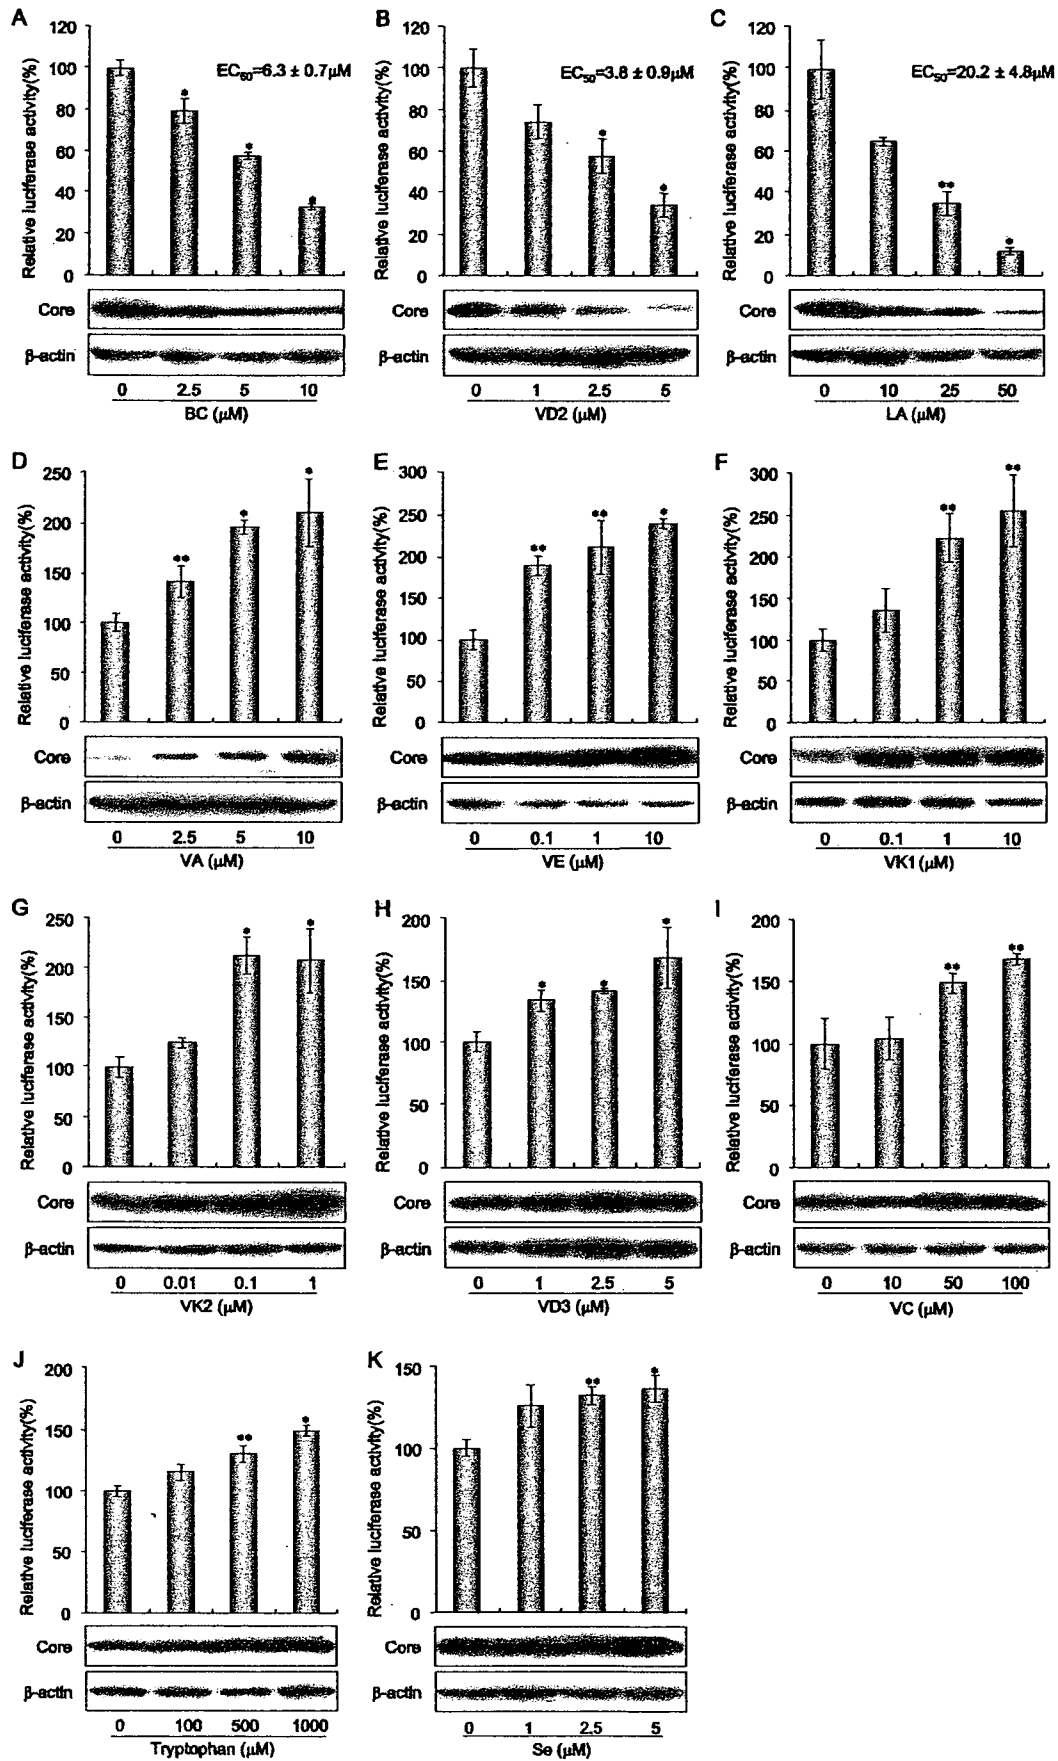 A
Relative luciferase activity(%)
120
100
80
60
40
20
0
EC50=6.3 ± 0.7μM
*
*
*
Core
β-actin
0 2.5 5 10
BC (μM)
B
Relative luciferase activity(%)
120
100
80
60
40
20
0
EC50=3.8 ± 0.9μM
*
*
Core
β-actin
0 1 2.5 5
VD2 (μM)
C
Relative luciferase activity(%)
120
100
80
60
40
20
0
EC50=20.2 ± 4.8μM
**
*
Core
β-actin
0 10 25 50
LA (μM)
D
Relative luciferase activity(%)
250
200
150
100
50
0
**
*
*
Core
β-actin
0 2.5 5 10
VA (μM)
E
Relative luciferase activity(%)
300
250
200
150
100
50
0
**
**
*
Core
β-actin
0 0.1 1 10
VE (μM)
F
Relative luciferase activity(%)
300
250
200
150
100
50
0
**
**
Core
β-actin
0 0.1 1 10
VK1 (μM)
G
Relative luciferase activity(%)
250
200
150
100
50
0
*
*
Core
β-actin
0 0.01 0.1 1
VK2 (μM)
H
Relative luciferase activity(%)
200
150
100
50
0
*
*
*
Core
β-actin
0 1 2.5 5
VD3 (μM)
I
Relative luciferase activity(%)
200
150
100
50
0
**
**
Core
β-actin
0 10 50 100
VC (μM)
J
Relative luciferase activity(%)
200
150
100
50
0
**
*
Core
β-actin
0 100 500 1000
Tryptophan (μM)
K
Relative luciferase activity(%)
150
100
50
0
**
*
Core
β-actin
0 1 2.5 5
Se (μM)